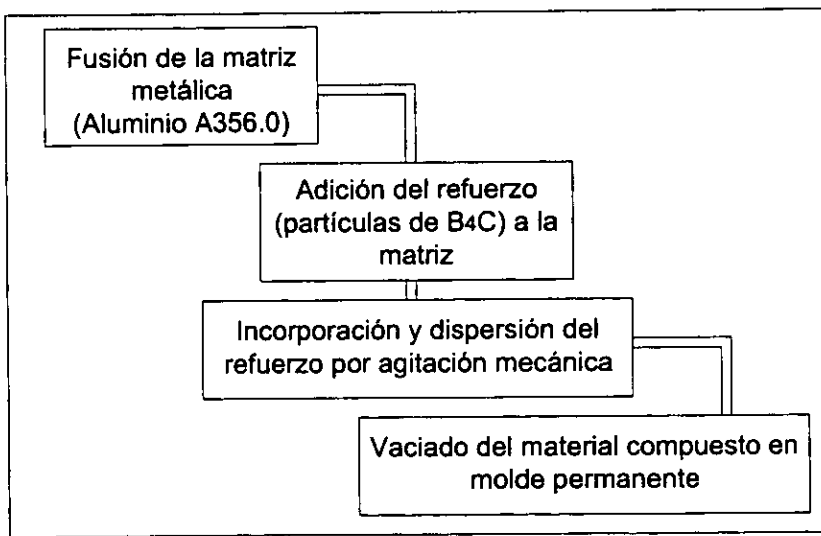 Fusión de la matriz
metálica
(Aluminio A356.0)
Adición del refuerzo
(partículas de B4C) a la
matriz
Incorporación y dispersión del
refuerzo por agitación mecánica
Vaciado del material compuesto en
molde permanente